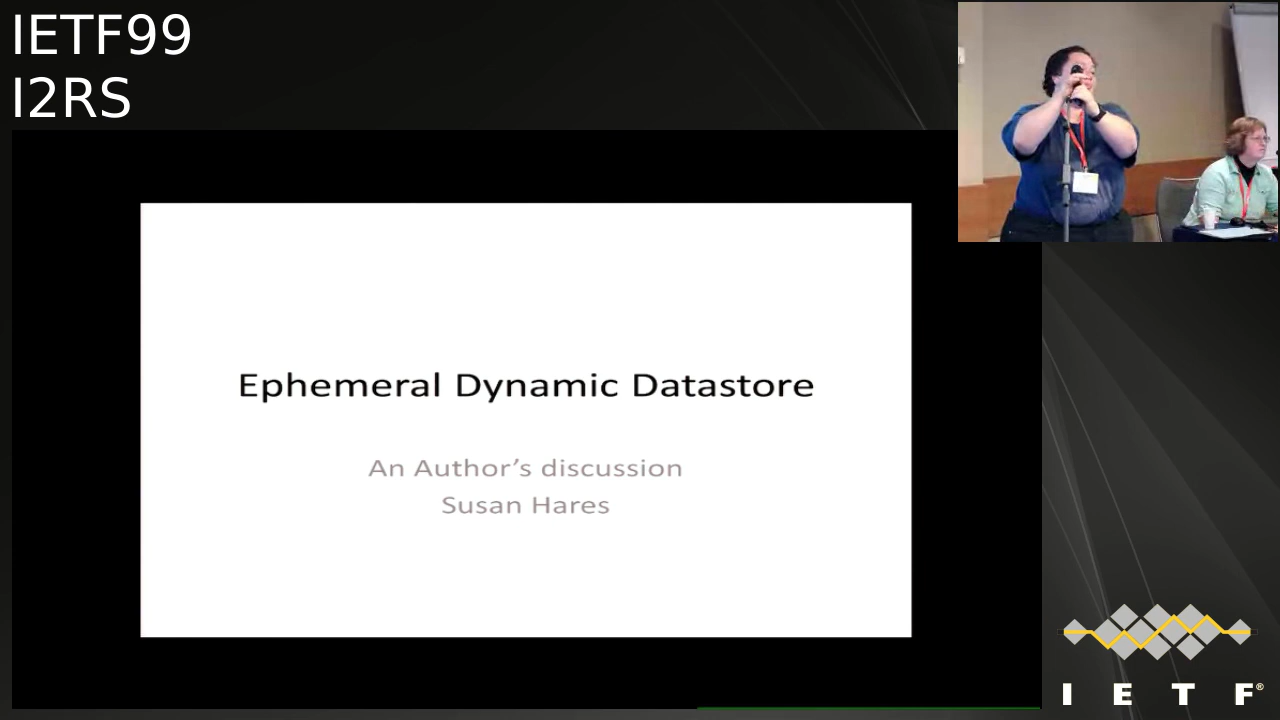 IETF99
I2RS
Ephemeral Dynamic Datastore
An Author’s discussion
Susan Hares
I E T F®